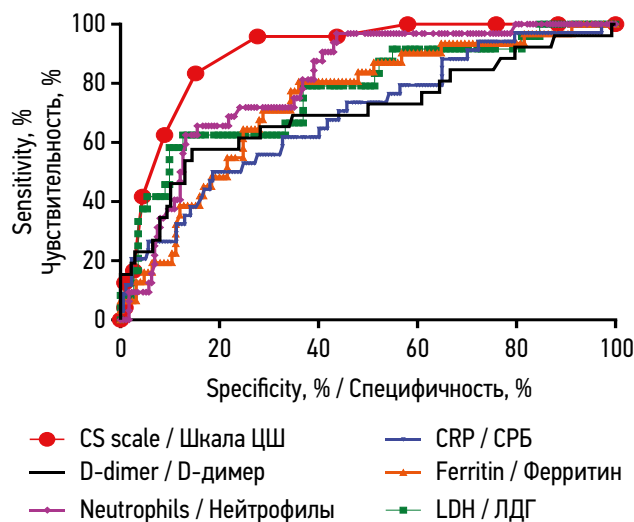 Sensitivity, %
Чувствительность, %
100
80
60
40
20
0
0 20 40 60 80 100
Specificity, % / Специфичность, %
CS scale / Шкала ЦШ
D-dimer / D-димер
Neutrophils / Нейтрофилы
CRP / СРБ
Ferritin / Ферритин
LDH / ЛДГ